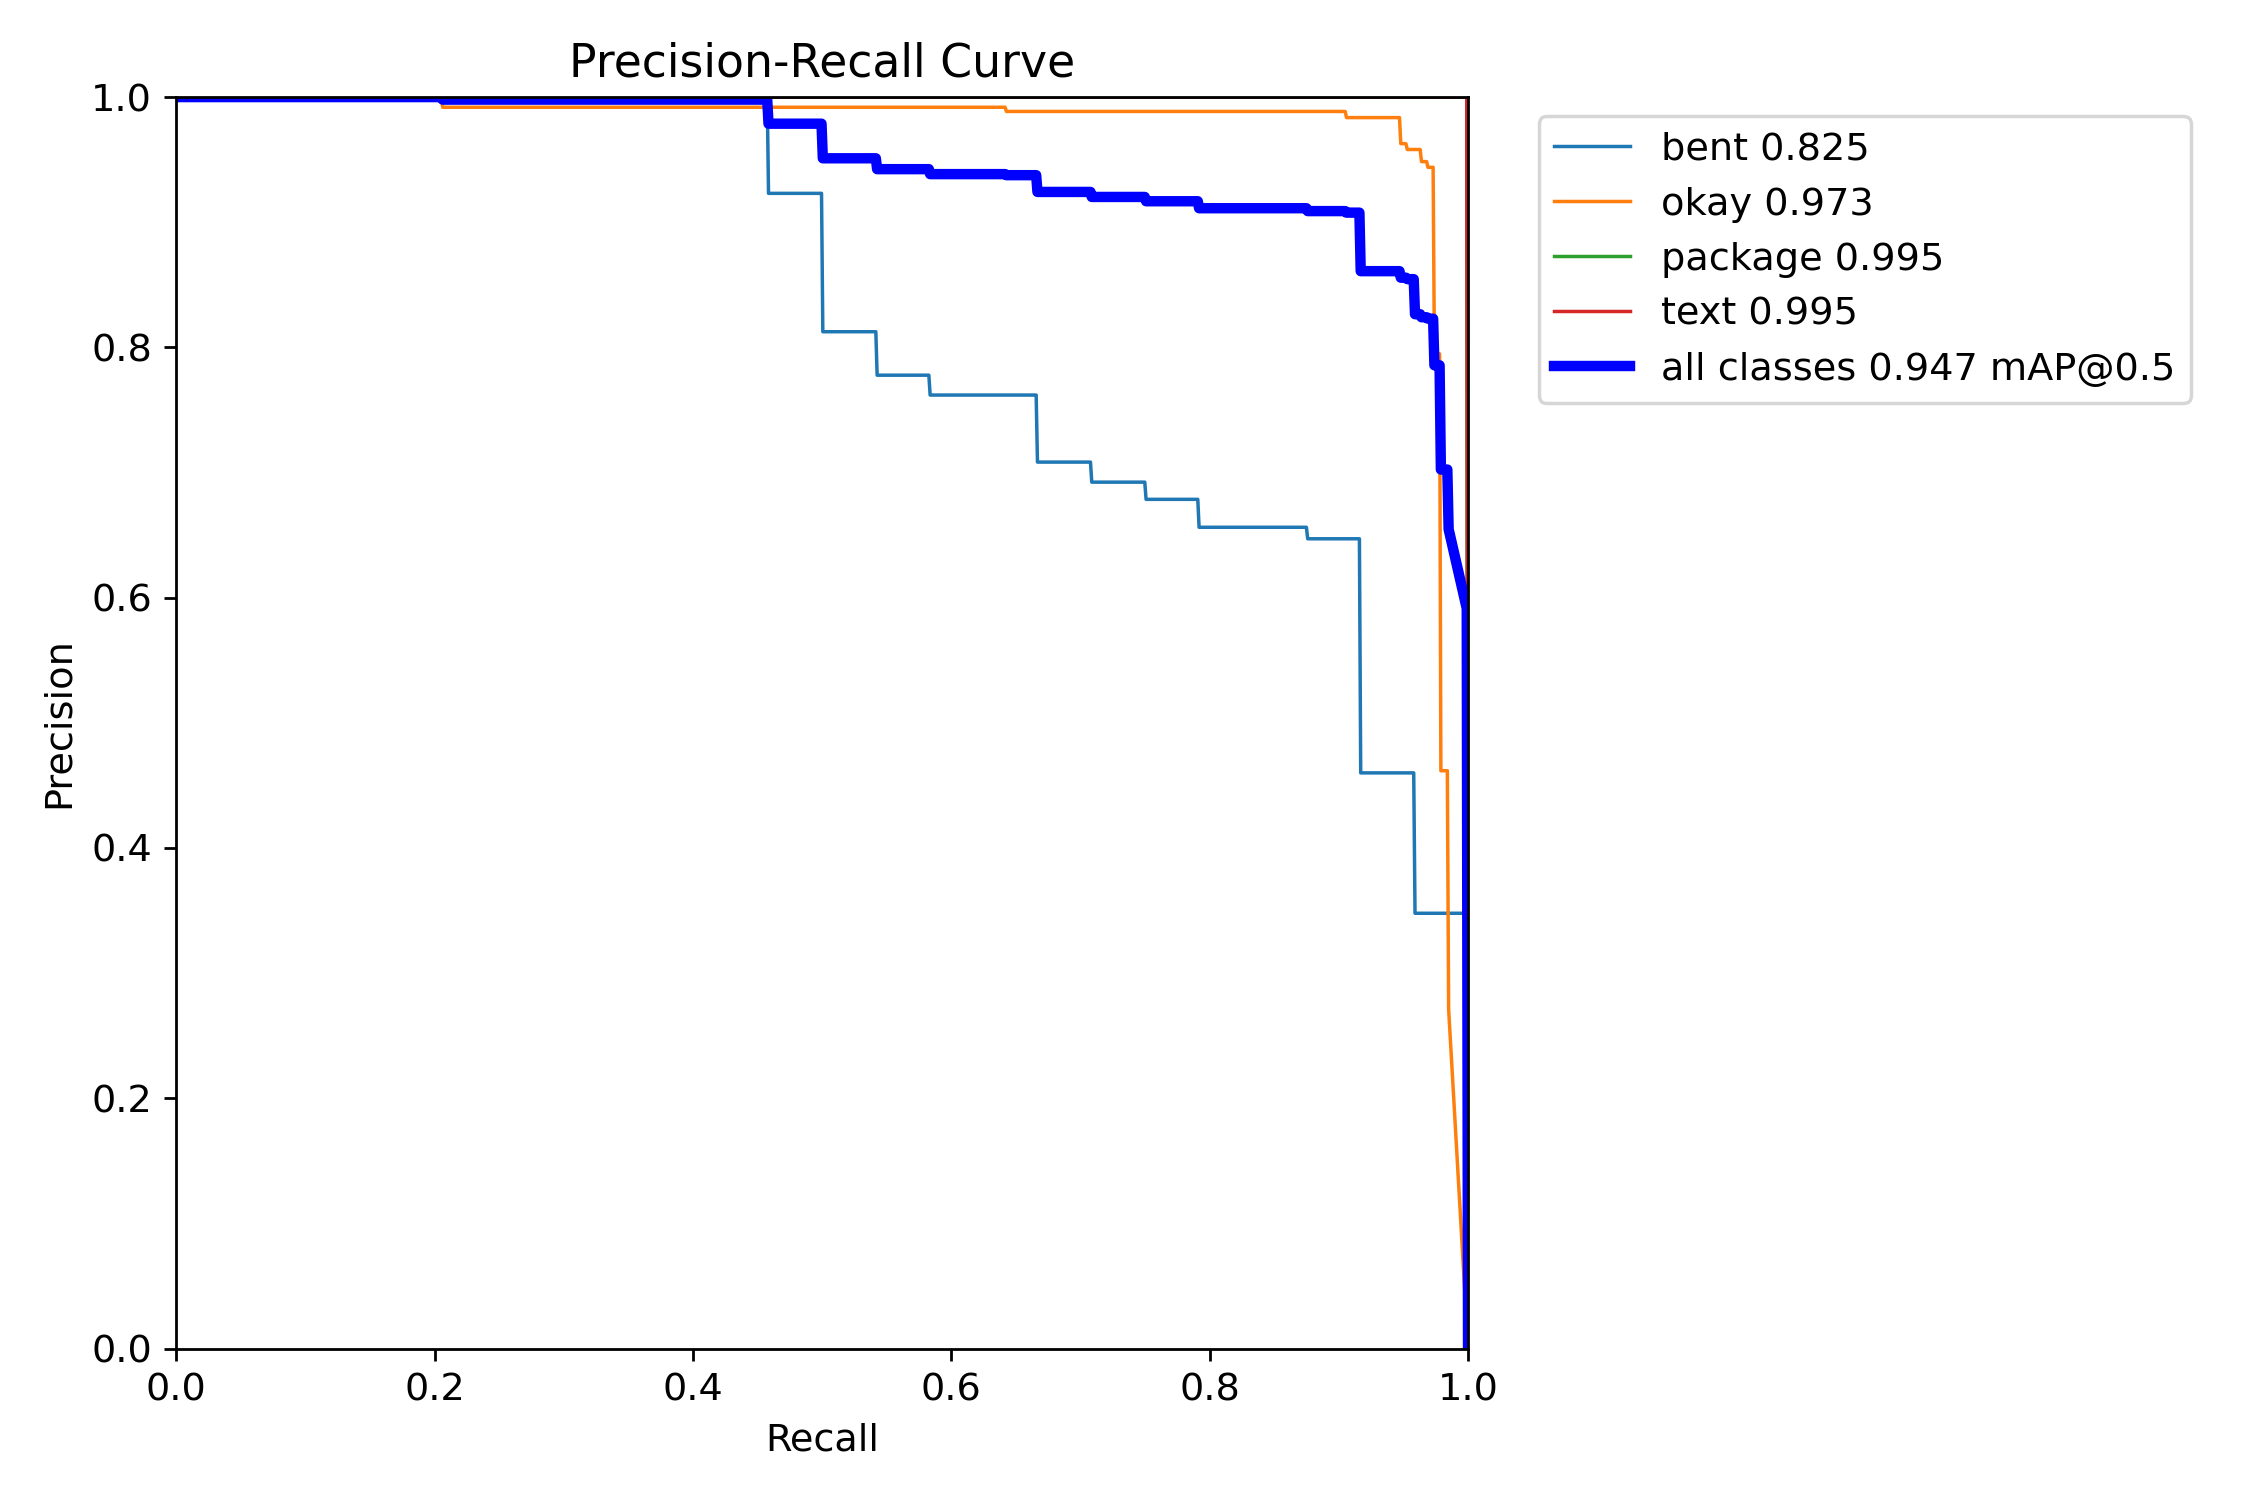 Precision-Recall Curve
1.0
0.8
0.6
0.4
0.2
0.0
Precision
0.0 0.2 0.4 0.6 0.8 1.0
Recall
bent 0.825
okay 0.973
package 0.995
text 0.995
all classes 0.947 mAP@0.5